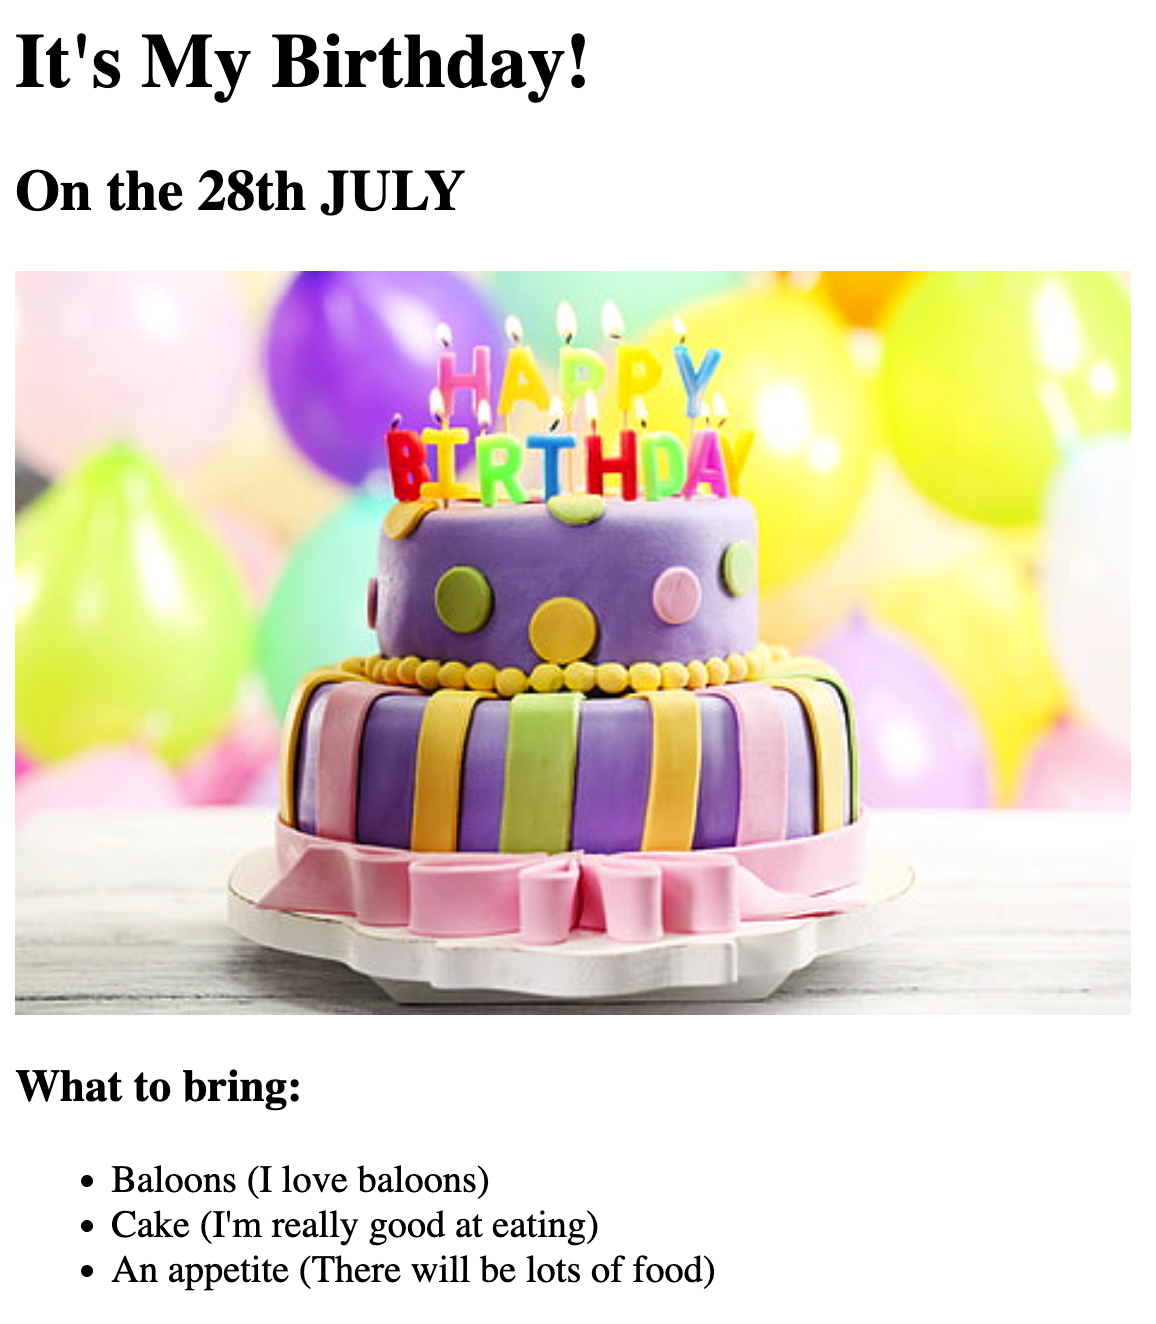 It's My Birthday!
On the 28th JULY
HAPPY
BIRTHDAY
What to bring:
Baloons (I love baloons)
Cake (I'm really good at eating)
An appetite (There will be lots of food)